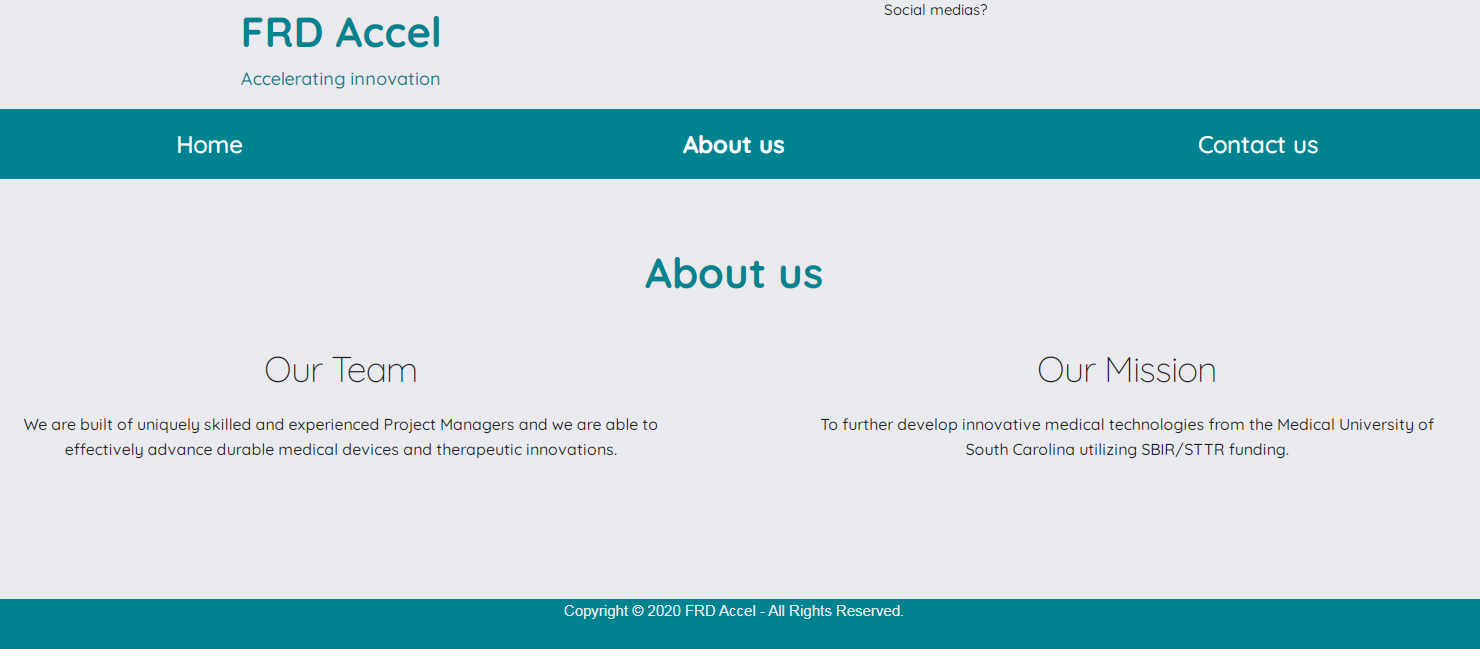 FRD Accel
Social medias?
Accelerating innovation
Home
About us
Contact us
About us
Our Team
We are built of uniquely skilled and experienced Project Managers and we are able to
effectively advance durable medical devices and therapeutic innovations.
Our Mission
To further develop innovative medical technologies from the Medical University of
South Carolina utilizing SBIR/STTR funding.
Copyright © 2020 FRD Accel - All Rights Reserved.